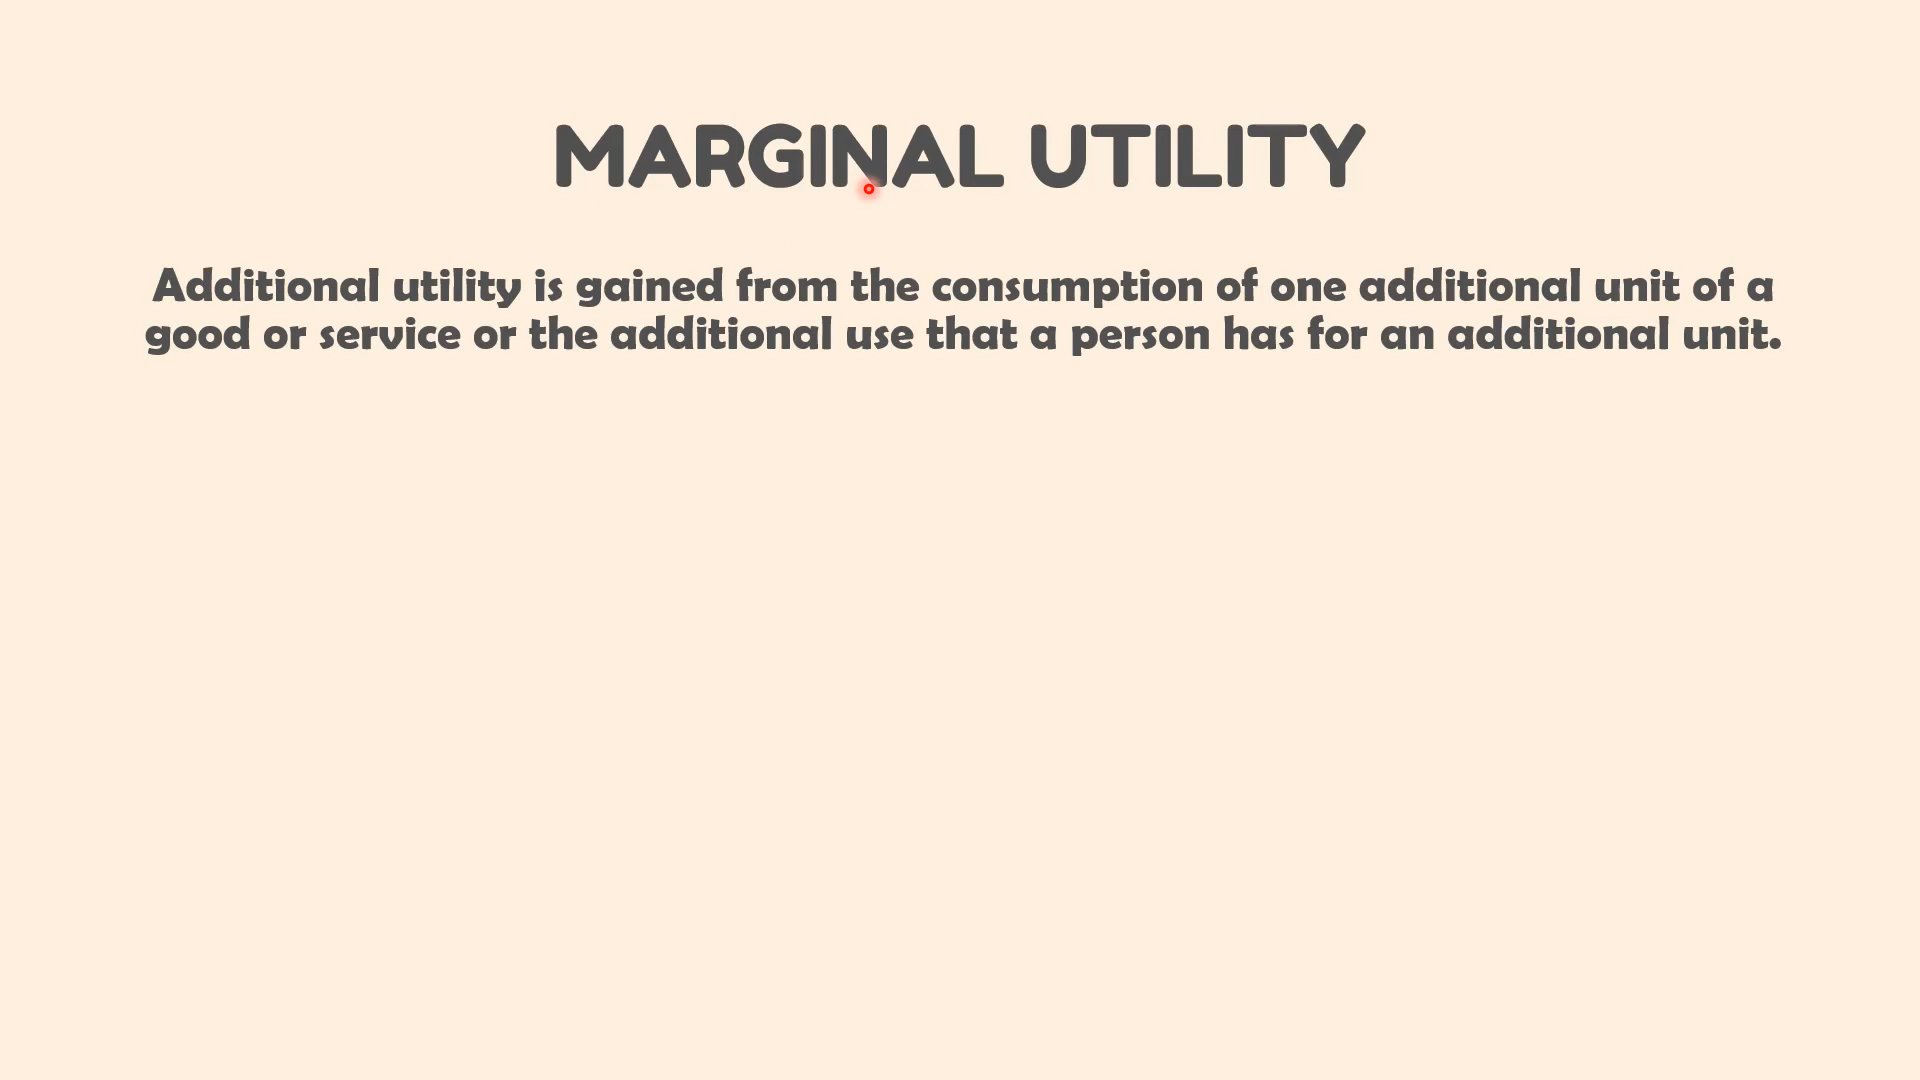 MARGINAL UTILITY
Additional utility is gained from the consumption of one additional unit of a
good or service or the additional use that a person has for an additional unit.